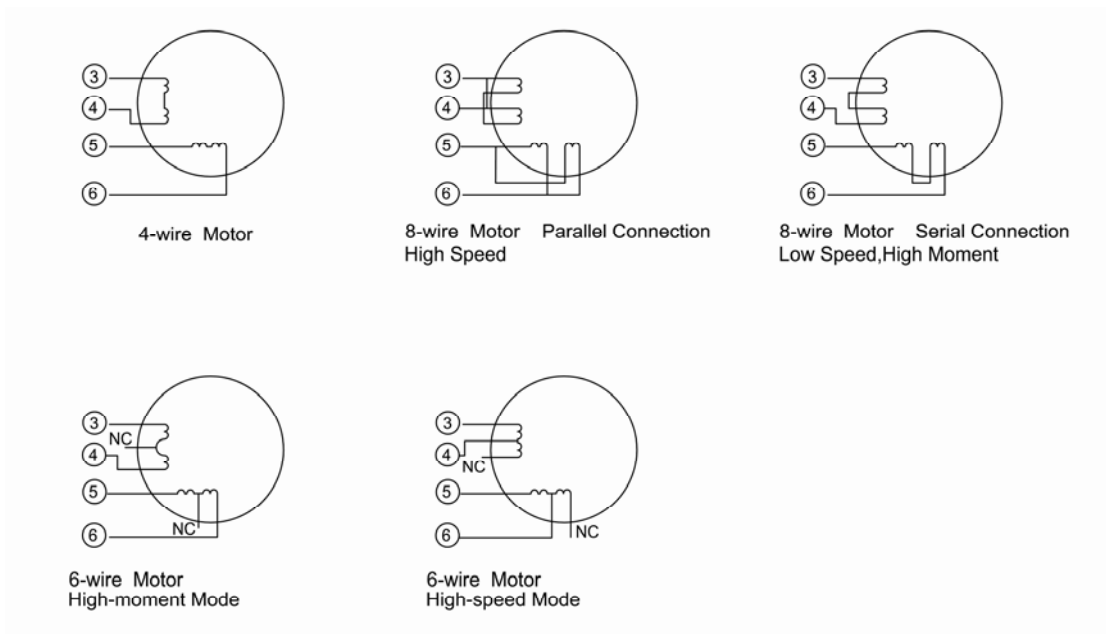 3
4
5
6
4-wire Motor
3
4
5
6
8-wire Motor Parallel Connection
High Speed
3
4
5
6
8-wire Motor Serial Connection
Low Speed,High Moment
3
NC
4
5
6
NC
6-wire Motor
High-moment Mode
3
4
NC
5
6
NC
6-wire Motor
High-speed Mode